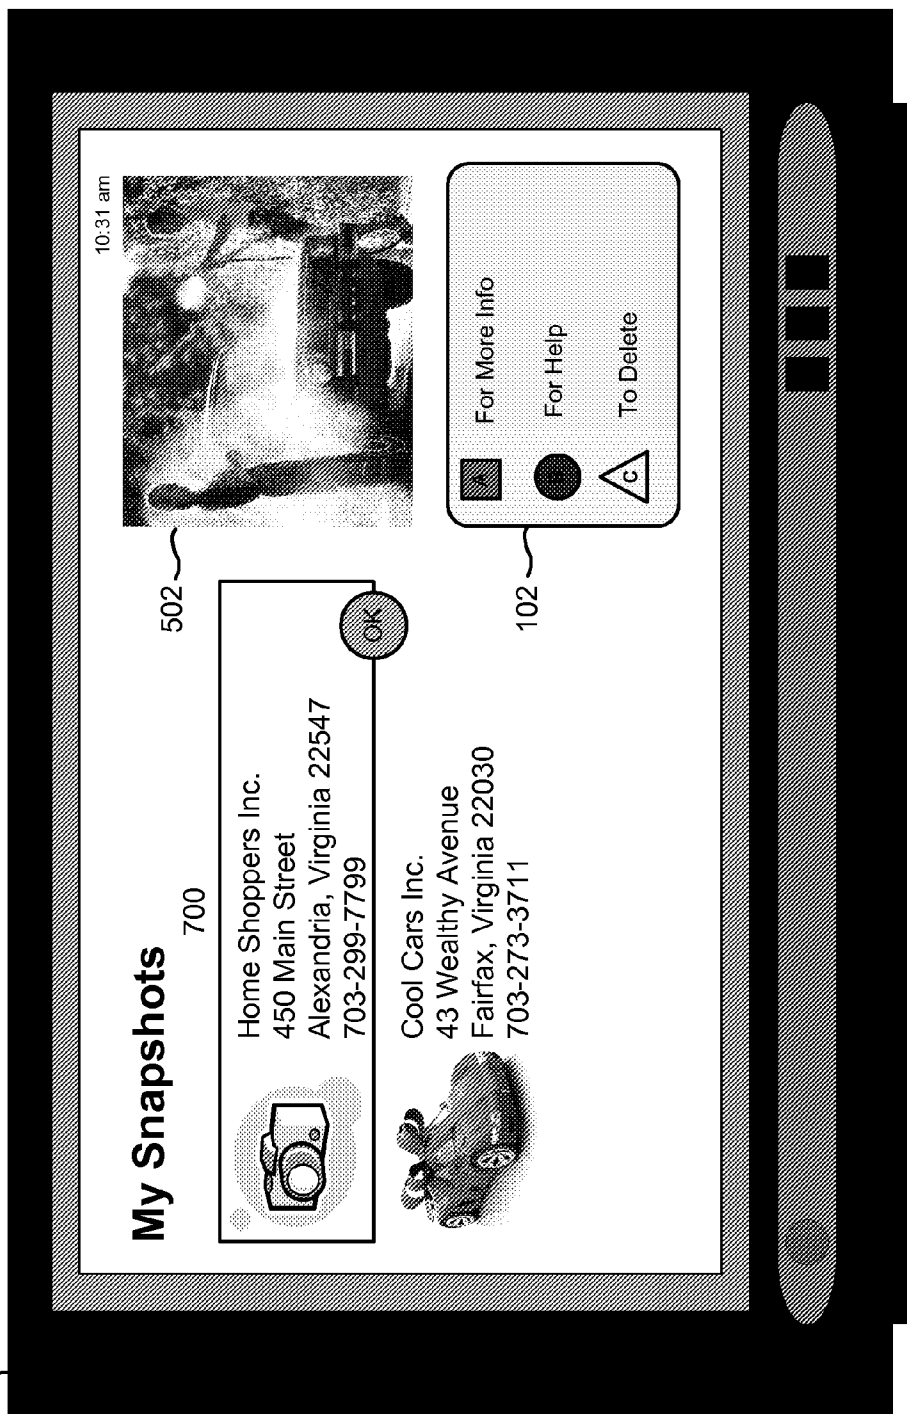 10:31 am
My Snapshots
700
Home Shoppers Inc.
450 Main Street
Alexandria, Virginia 22547
703-299-7799
OK
Cool Cars Inc.
43 Wealthy Avenue
Fairfax, Virginia 22030
703-273-3711
502
102
A For More Info
For Help
C To Delete